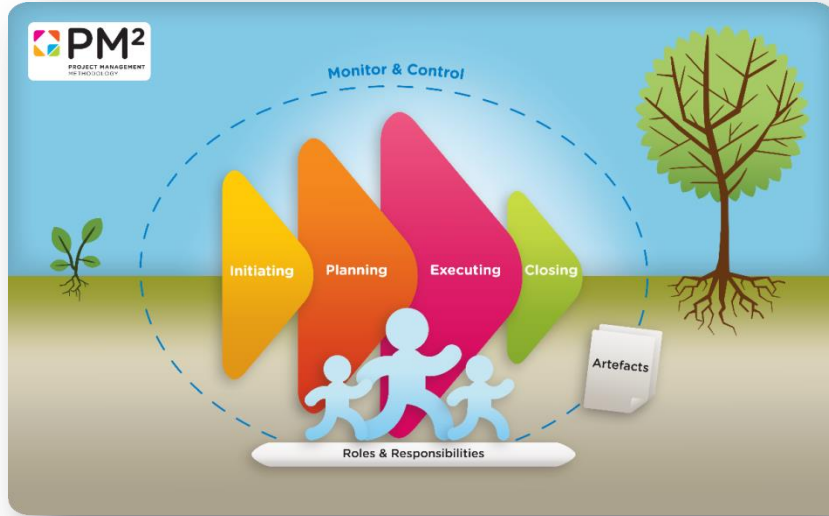 PM²
PROJECT MANAGEMENT
METHODOLOGY
Monitor & Control
Initiating
Planning
Executing
Closing
Artefacts
Roles & Responsibilities